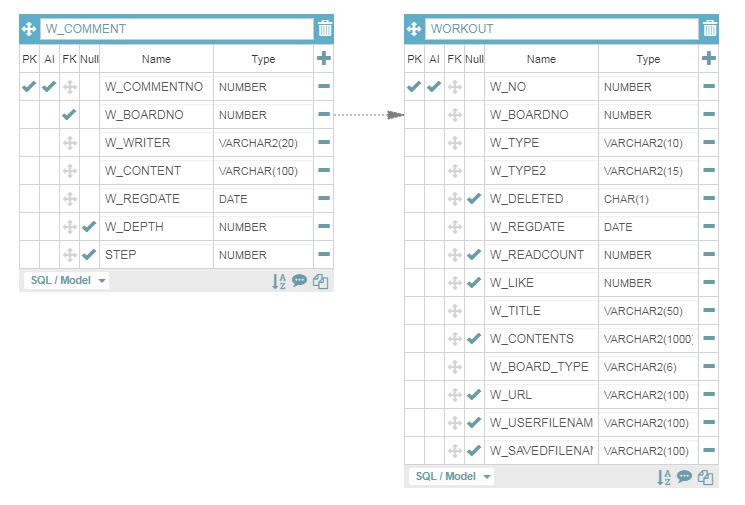 W_COMMENT
PK AI FK Null Name Type
W_COMMENTNO NUMBER
W_BOARDNO NUMBER
W_WRITER VARCHAR2(20)
W_CONTENT VARCHAR(100)
W_REGDATE DATE
W_DEPTH NUMBER
STEP NUMBER
SQL / Model
WORKOUT
PK AI FK Null Name Type
W_NO NUMBER
W_BOARDNO NUMBER
W_TYPE VARCHAR2(10)
W_TYPE2 VARCHAR2(15)
W_DELETED CHAR(1)
W_REGDATE DATE
W_READCOUNT NUMBER
W_LIKE NUMBER
W_TITLE VARCHAR2(50)
W_CONTENTS VARCHAR2(1000)
W_BOARD_TYPE VARCHAR2(6)
W_URL VARCHAR2(100)
W_USERFILENAM VARCHAR2(100)
W_SAVEDFILENA VARCHAR2(100)
SQL / Model